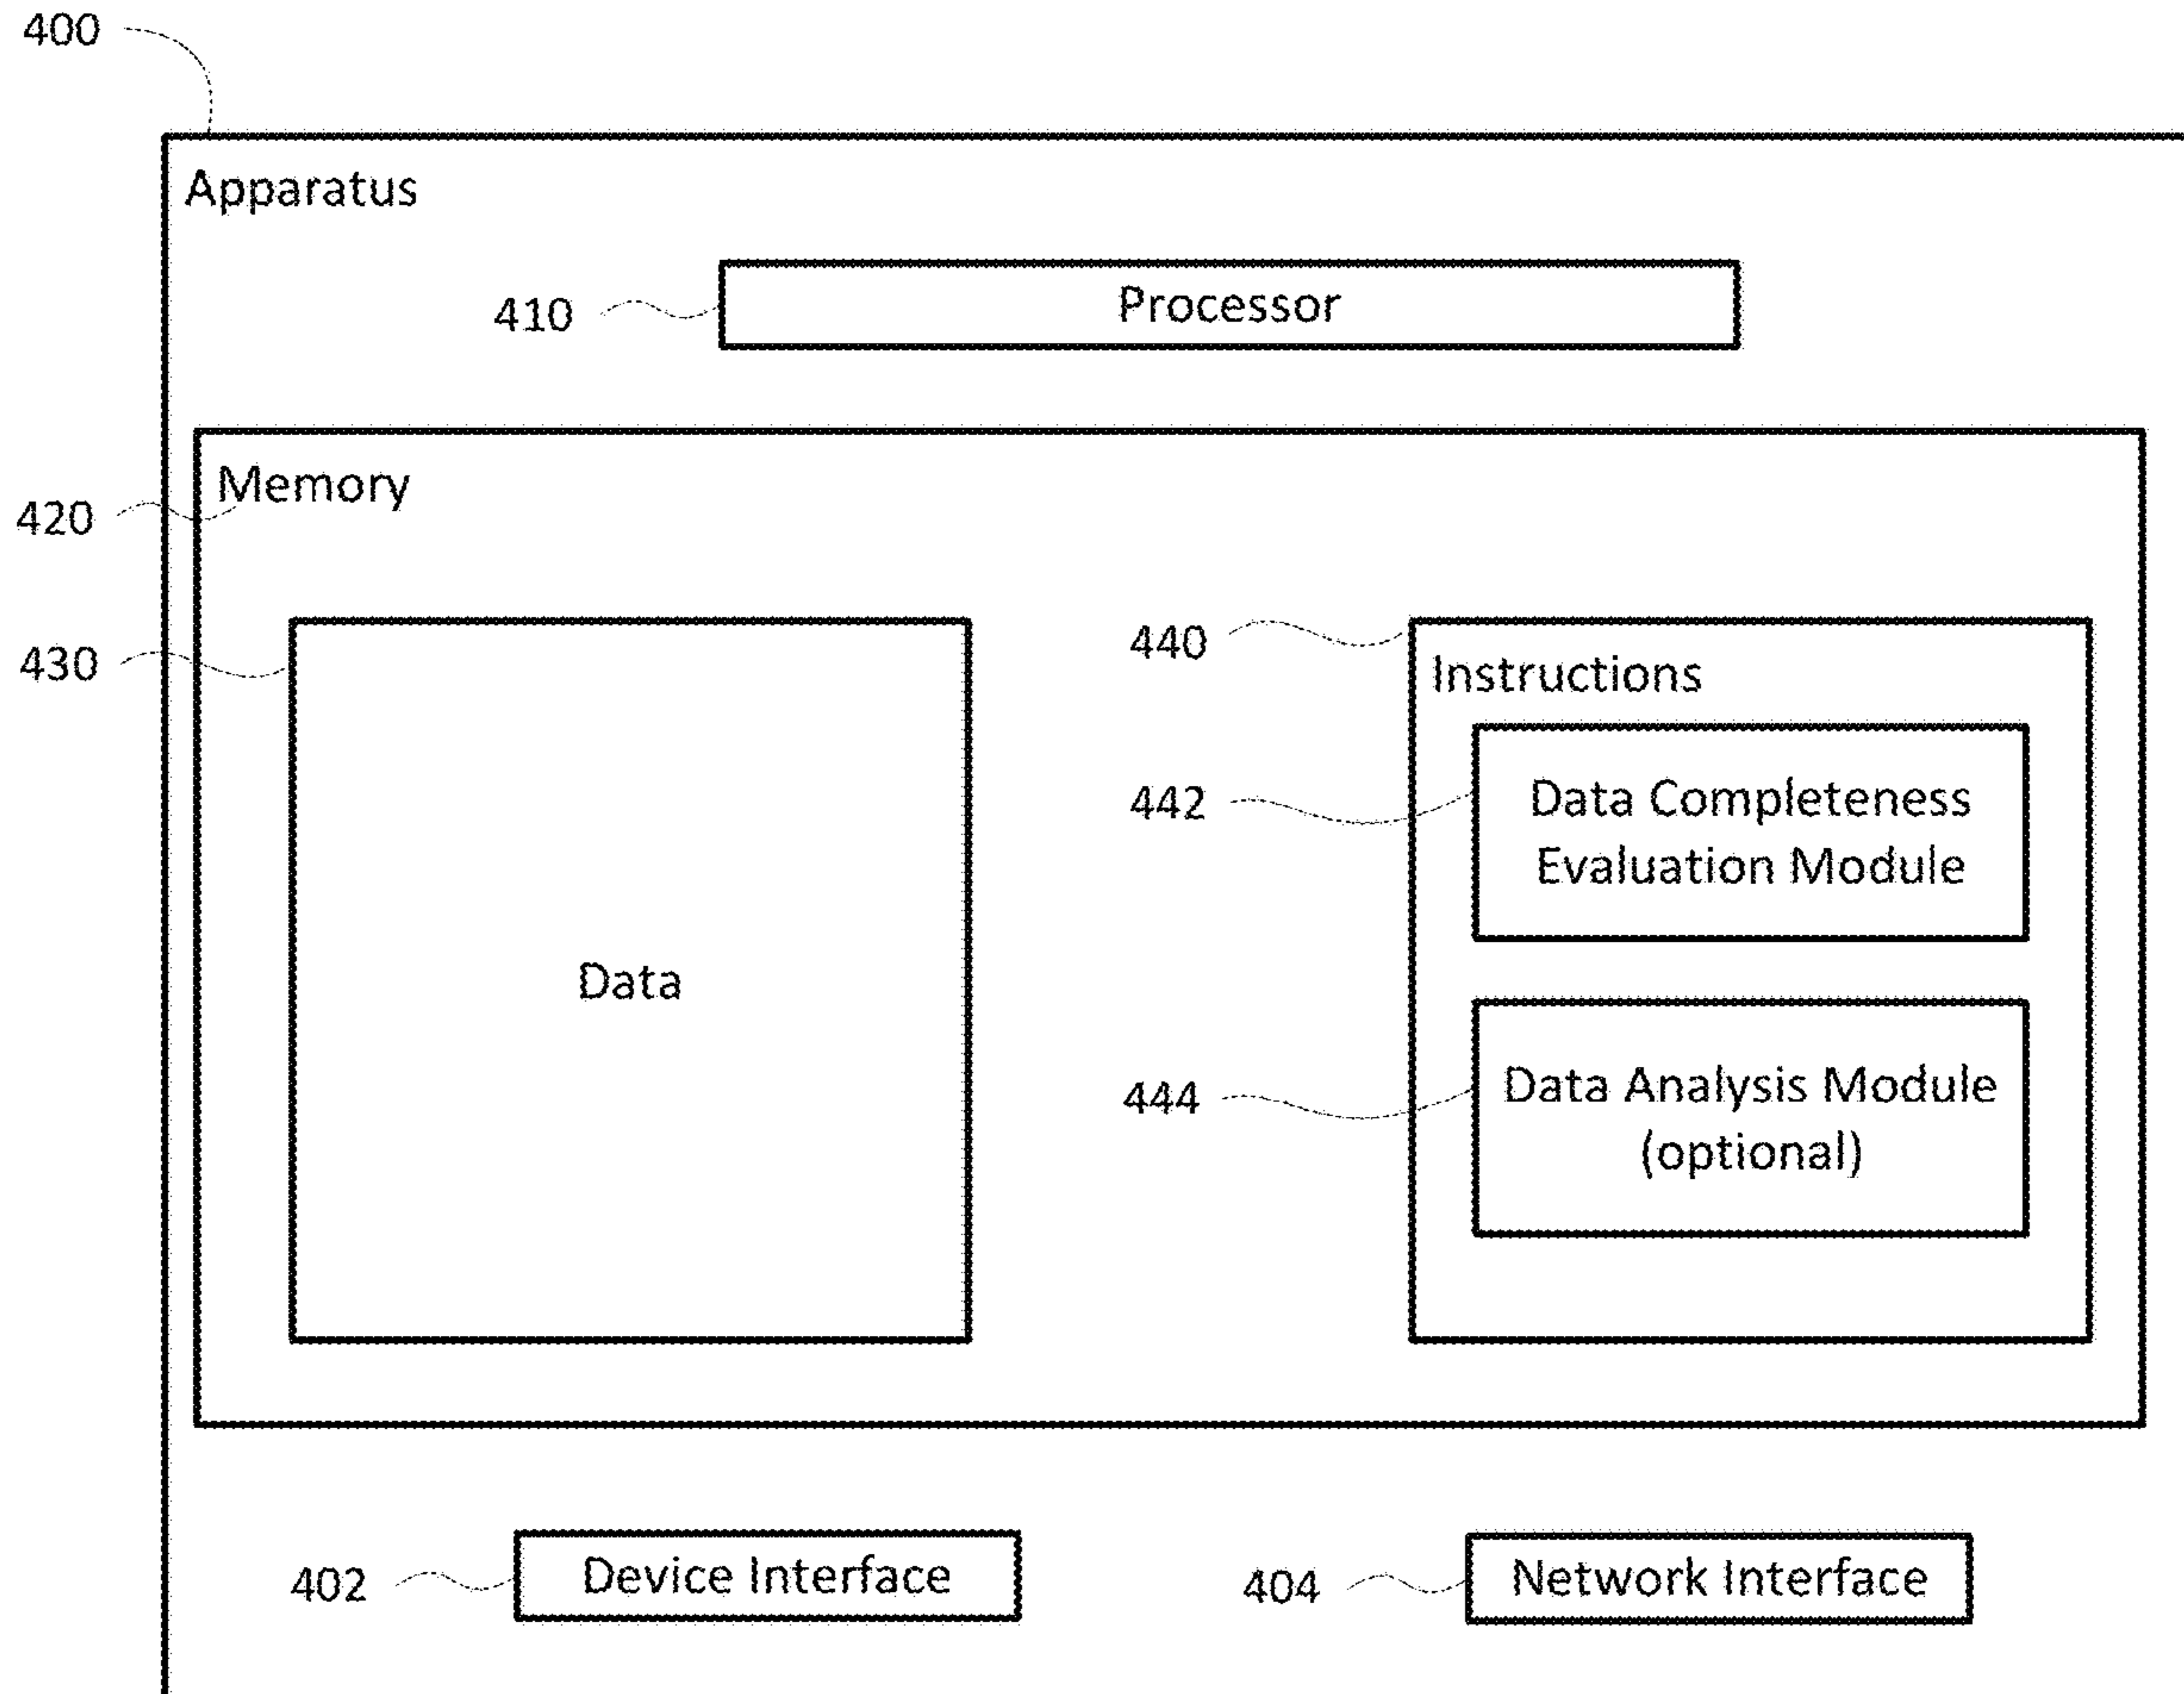 400
Apparatus
410
Processor
Memory
420
430
Data
440
Instructions
442
Data Completeness
Evaluation Module
444
Data Analysis Module
(optional)
402
Device Interface
404
Network Interface